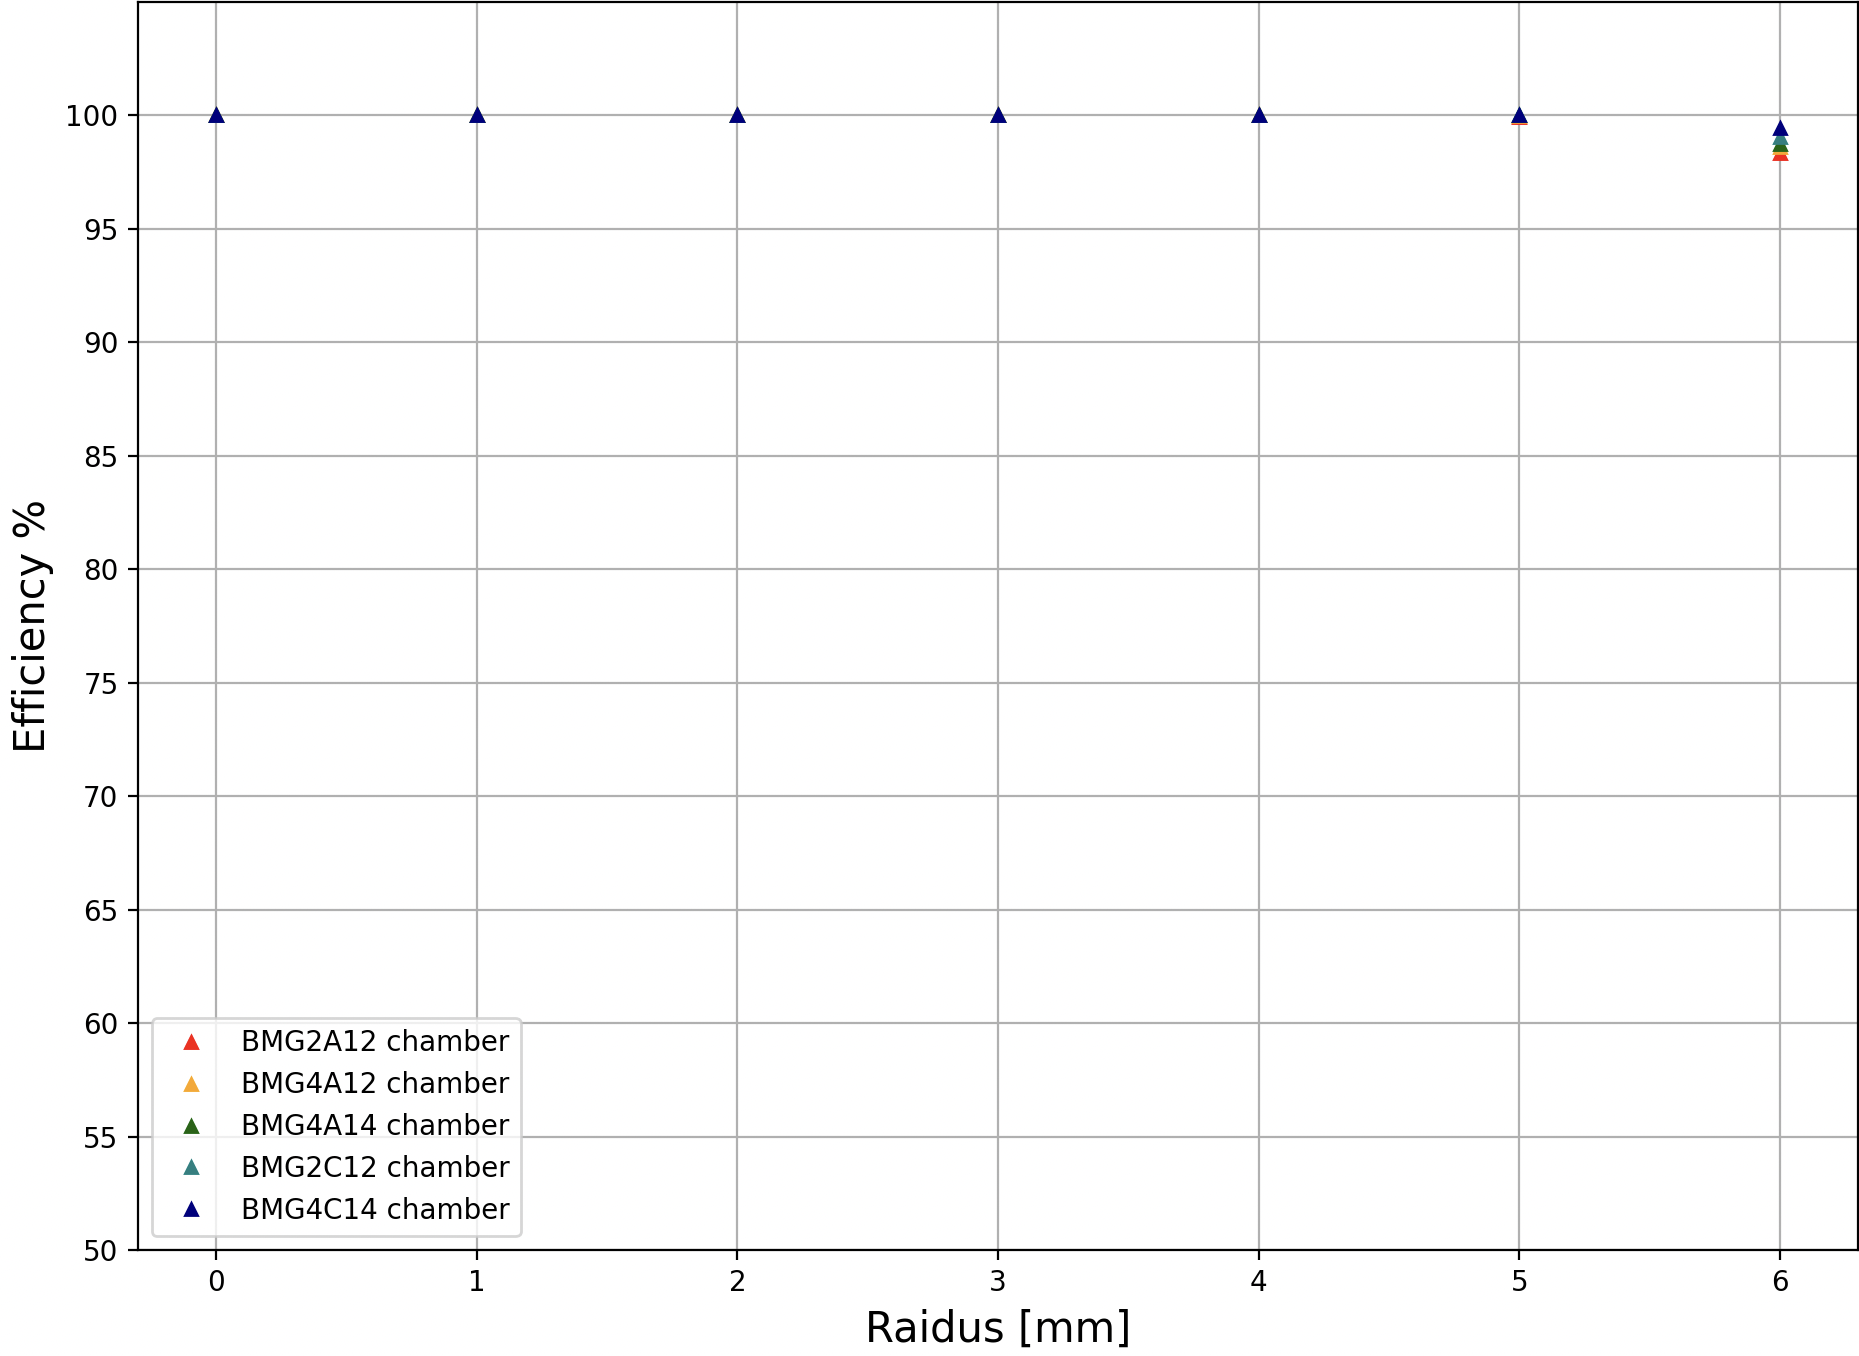 100
95
90
85
80
75
70
65
60
55
50
Efficiency %
BMG2A12 chamber
BMG4A12 chamber
BMG4A14 chamber
BMG2C12 chamber
BMG4C14 chamber
0 1 2 3 4 5 6
Raidus [mm]